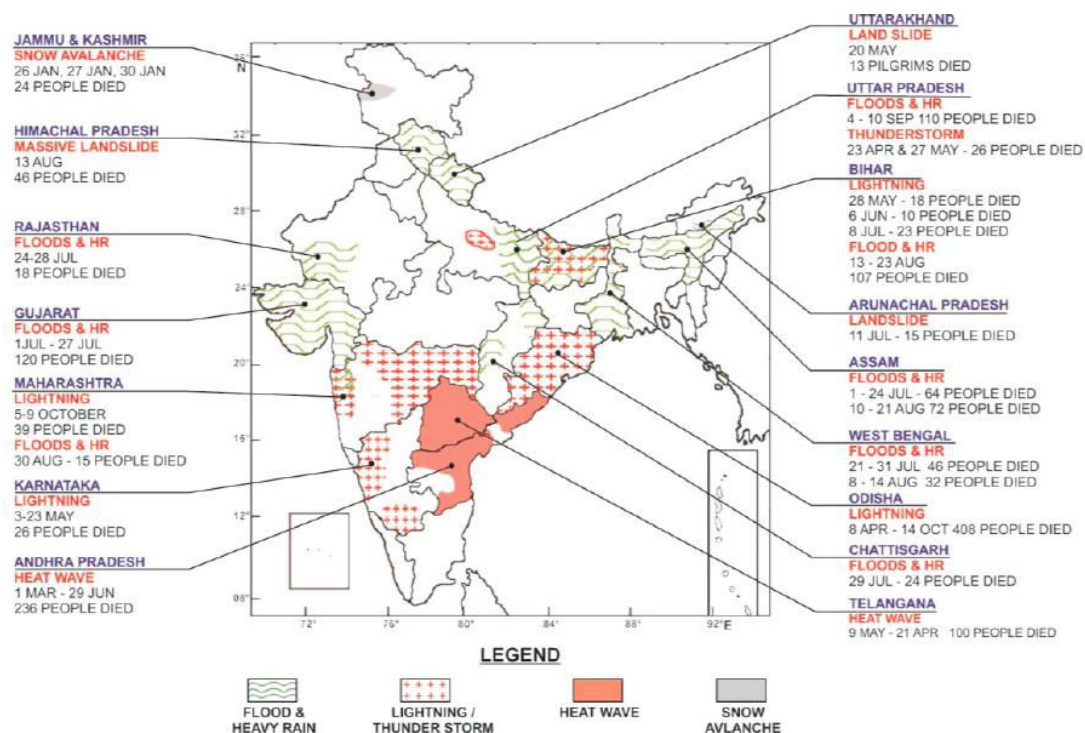 JAMMU & KASHMIR
SNOW AVALANCHE
26 JAN, 27 JAN, 30 JAN
24 PEOPLE DIED
HIMACHAL PRADESH
MASSIVE LANDSLIDE
13 AUG
46 PEOPLE DIED
RAJASTHAN
FLOODS & HR
24-28 JUL
18 PEOPLE DIED
GUJARAT
FLOODS & HR
1JUL - 27 JUL
120 PEOPLE DIED
MAHARASHTRA
LIGHTNING
5-9 OCTOBER
39 PEOPLE DIED
FLOODS & HR
30 AUG - 15 PEOPLE DIED
KARNATAKA
LIGHTNING
3-23 MAY
26 PEOPLE DIED
ANDHRA PRADESH
HEAT WAVE
1 MAR - 29 JUN
236 PEOPLE DIED
36°
N
32°
28°
24°
20°
16°
12°
08°
72°
76°
80°
84°
88°
92°E
UTTARAKHAND
LAND SLIDE
20 MAY
13 PILGRIMS DIED
UTTAR PRADESH
FLOODS & HR
4 - 10 SEP 110 PEOPLE DIED
THUNDERSTORM
23 APR & 27 MAY - 26 PEOPLE DIED
BIHAR
LIGHTNING
28 MAY - 18 PEOPLE DIED
6 JUN - 10 PEOPLE DIED
8 JUL - 23 PEOPLE DIED
FLOOD & HR
13 - 23 AUG
107 PEOPLE DIED
ARUNACHAL PRADESH
LANDSLIDE
11 JUL - 15 PEOPLE DIED
ASSAM
FLOODS & HR
1 - 24 JUL - 64 PEOPLE DIED
10 - 21 AUG 72 PEOPLE DIED
WEST BENGAL
FLOODS & HR
21 - 31 JUL 46 PEOPLE DIED
8 - 14 AUG 32 PEOPLE DIED
ODISHA
LIGHTNING
8 APR - 14 OCT 408 PEOPLE DIED
CHATTISGARH
FLOODS & HR
29 JUL - 24 PEOPLE DIED
TELANGANA
HEAT WAVE
9 MAY - 21 APR 100 PEOPLE DIED
LEGEND
FLOOD &
HEAVY RAIN
LIGHTNING /
THUNDER STORM
HEAT WAVE
SNOW
AVLANCHE